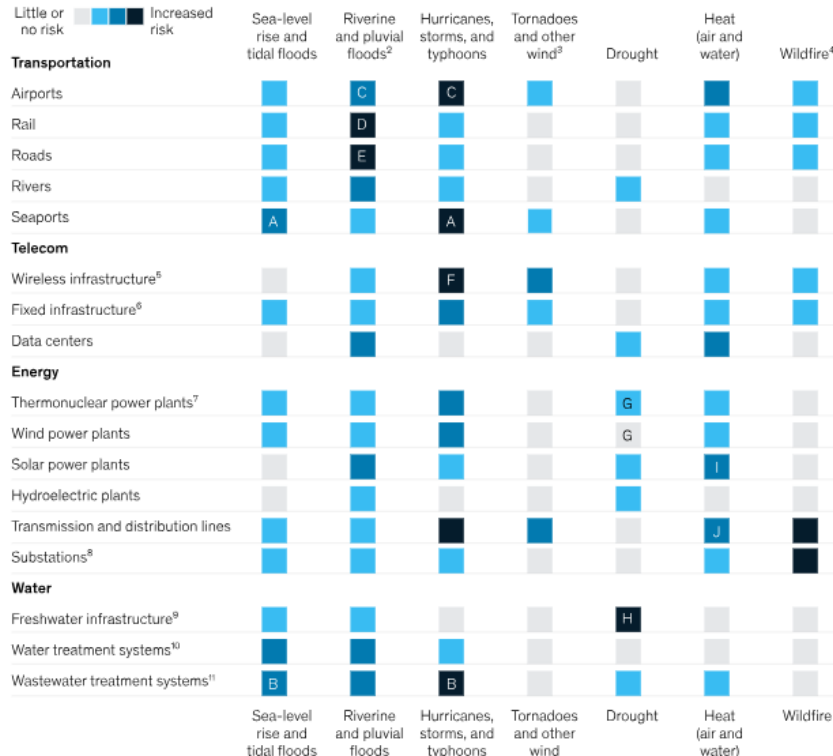 Little or no risk
Increased risk
Sea-level rise and tidal floods
Riverine and pluvial floods²
Hurricanes, storms, and typhoons
Tornadoes and other wind³
Drought
Heat (air and water)
Wildfire⁴
Transportation
Airports C C
Rail D
Roads E
Rivers
Seaports A A
Telecom
Wireless infrastructure⁵ F
Fixed infrastructure⁶
Data centers
Energy
Thermonuclear power plants⁷ G
Wind power plants G
Solar power plants I
Hydroelectric plants
Transmission and distribution lines J
Substations⁸
Water
Freshwater infrastructure⁹ H
Water treatment systems¹⁰
Wastewater treatment systems¹¹ B B
Sea-level rise and tidal floods
Riverine and pluvial floods
Hurricanes, storms, and typhoons
Tornadoes and other wind
Drought
Heat (air and water)
Wildfire